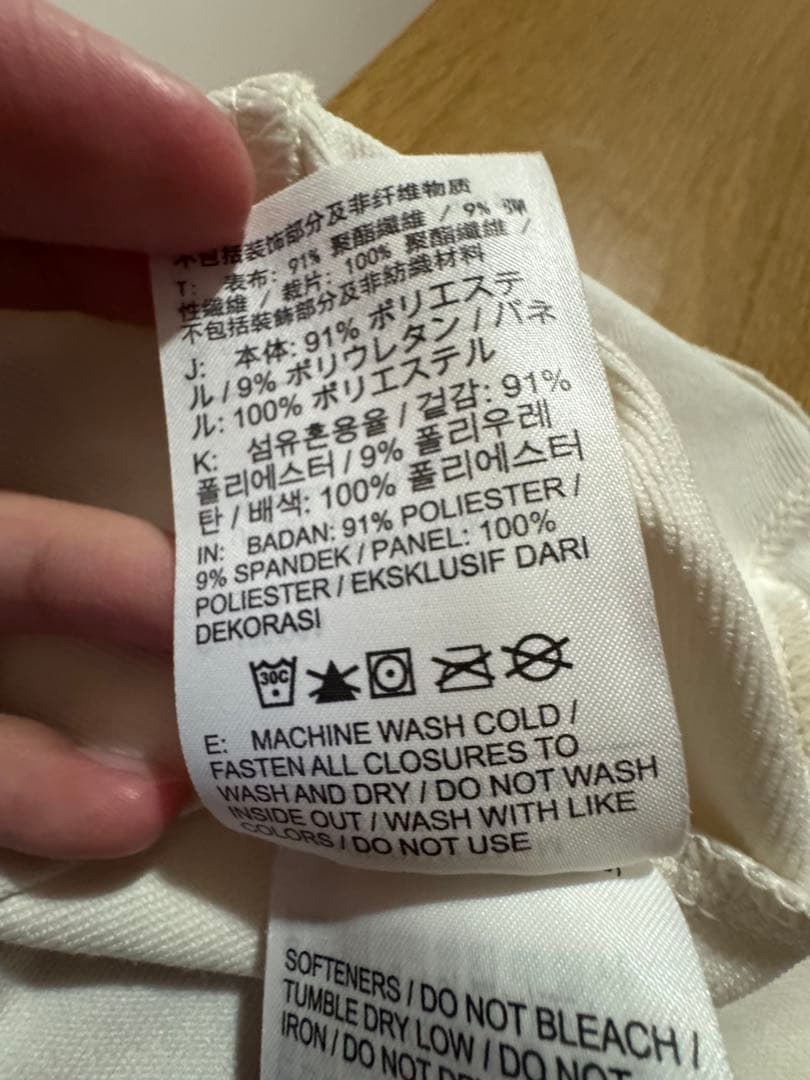 不包括装饰部分及非纤维物质
T: 表布: 91% 聚酯纖維 / 9% 彈
性纖維 / 裁片: 100% 聚酯纖維 /
不包括裝飾部分及非紡織材料
J: 本体: 91% ポリエステ
ル / 9% ポリウレタン / パネ
ル: 100% ポリエステル
K: 섬유혼용율 / 겉감: 91%
폴리에스터 / 9% 폴리우레
탄 / 배색: 100% 폴리에스터
IN: BADAN: 91% POLIESTER /
9% SPANDEK / PANEL: 100%
POLIESTER / EKSKLUSIF DARI
DEKORASI
30C
E: MACHINE WASH COLD /
FASTEN ALL CLOSURES TO
WASH AND DRY / DO NOT WASH
INSIDE OUT / WASH WITH LIKE
COLORS / DO NOT USE
SOFTENERS / DO NOT BLEACH /
TUMBLE DRY LOW / DO NOT
IRON / DO NOT